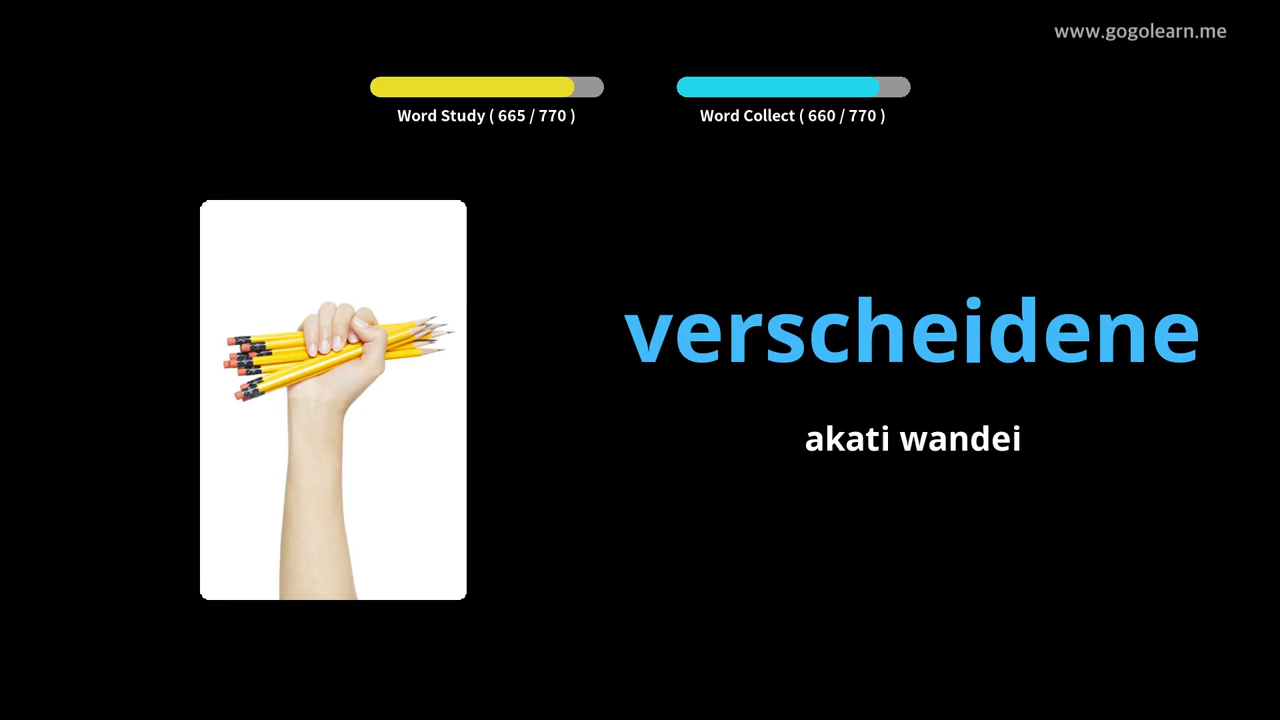 www.gogolearn.me
Word Study ( 665 / 770 )
Word Collect ( 660 / 770 )
verscheidene
akati wandei